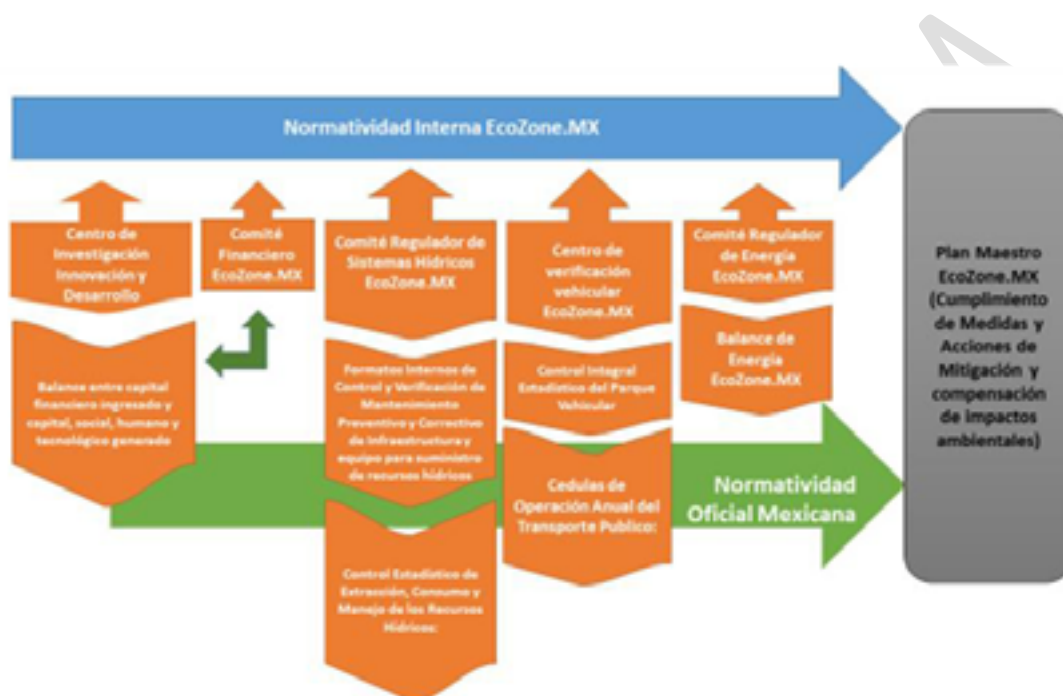 Normatividad Interna EcoZone.MX
Centro de
Investigación
Innovación y
Desarrollo
Comité
Financiero
EcoZone.MX
Comité Regulador de
Sistemas Hídricos
EcoZone.MX
Centro de
verificación
vehicular
EcoZone.MX
Comité Regulador
de Energía
EcoZone.MX
Balance entre capital
financiero ingresado y
capital, social, humano y
tecnológico generado
Formatos Internos de
Control y Verificación de
Mantenimiento
Preventivo y Correctivo
de Infraestructura y
equipo para suministro
de recursos hídricos
Control Estadístico de
Extracción, Consumo y
Manejo de los Recursos
Hídricos:
Control Integral
Estadístico del Parque
Vehicular
Cedulas de
Operación Anual del
Transporte Publico:
Balance de
Energía
EcoZone.MX
Normatividad
Oficial Mexicana
Plan Maestro
EcoZone.MX
(Cumplimiento
de Medidas y
Acciones de
Mitigación y
compensación
de impactos
ambientales)